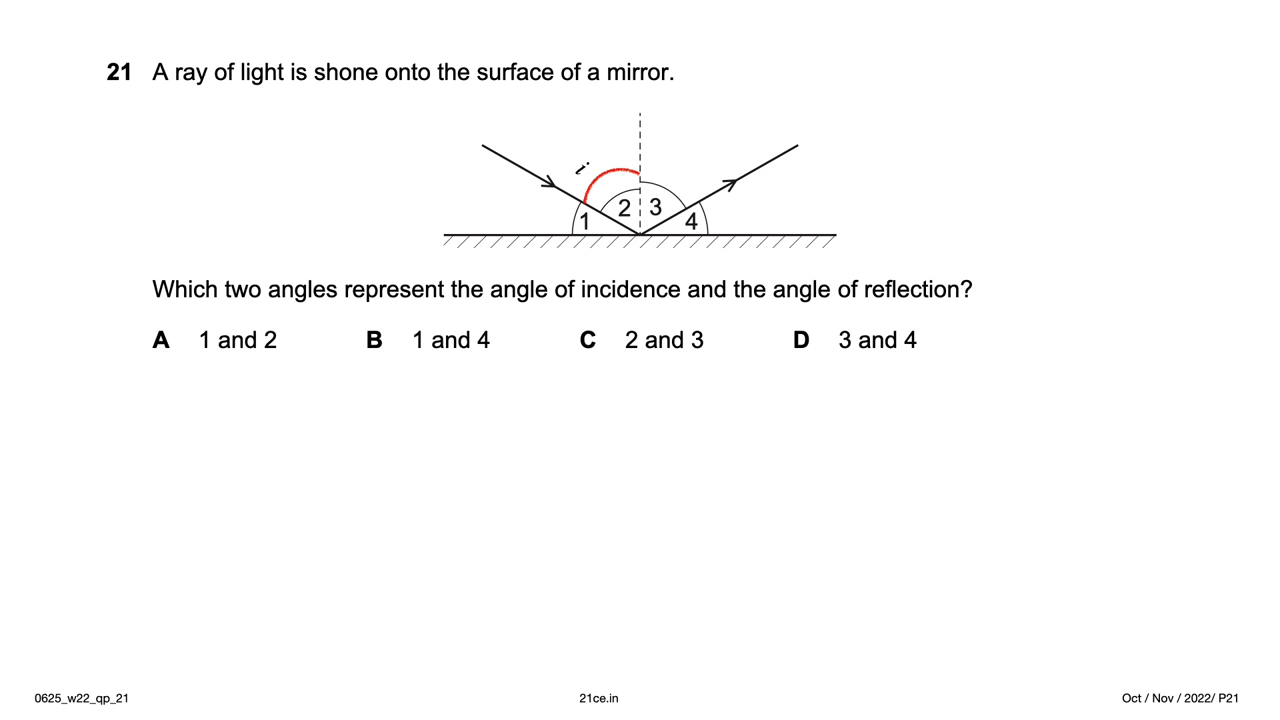 21 A ray of light is shone onto the surface of a mirror.
i
1 2 3 4
Which two angles represent the angle of incidence and the angle of reflection?
A 1 and 2 B 1 and 4 C 2 and 3 D 3 and 4
0625_w22_qp_21 21ce.in Oct / Nov / 2022/ P21